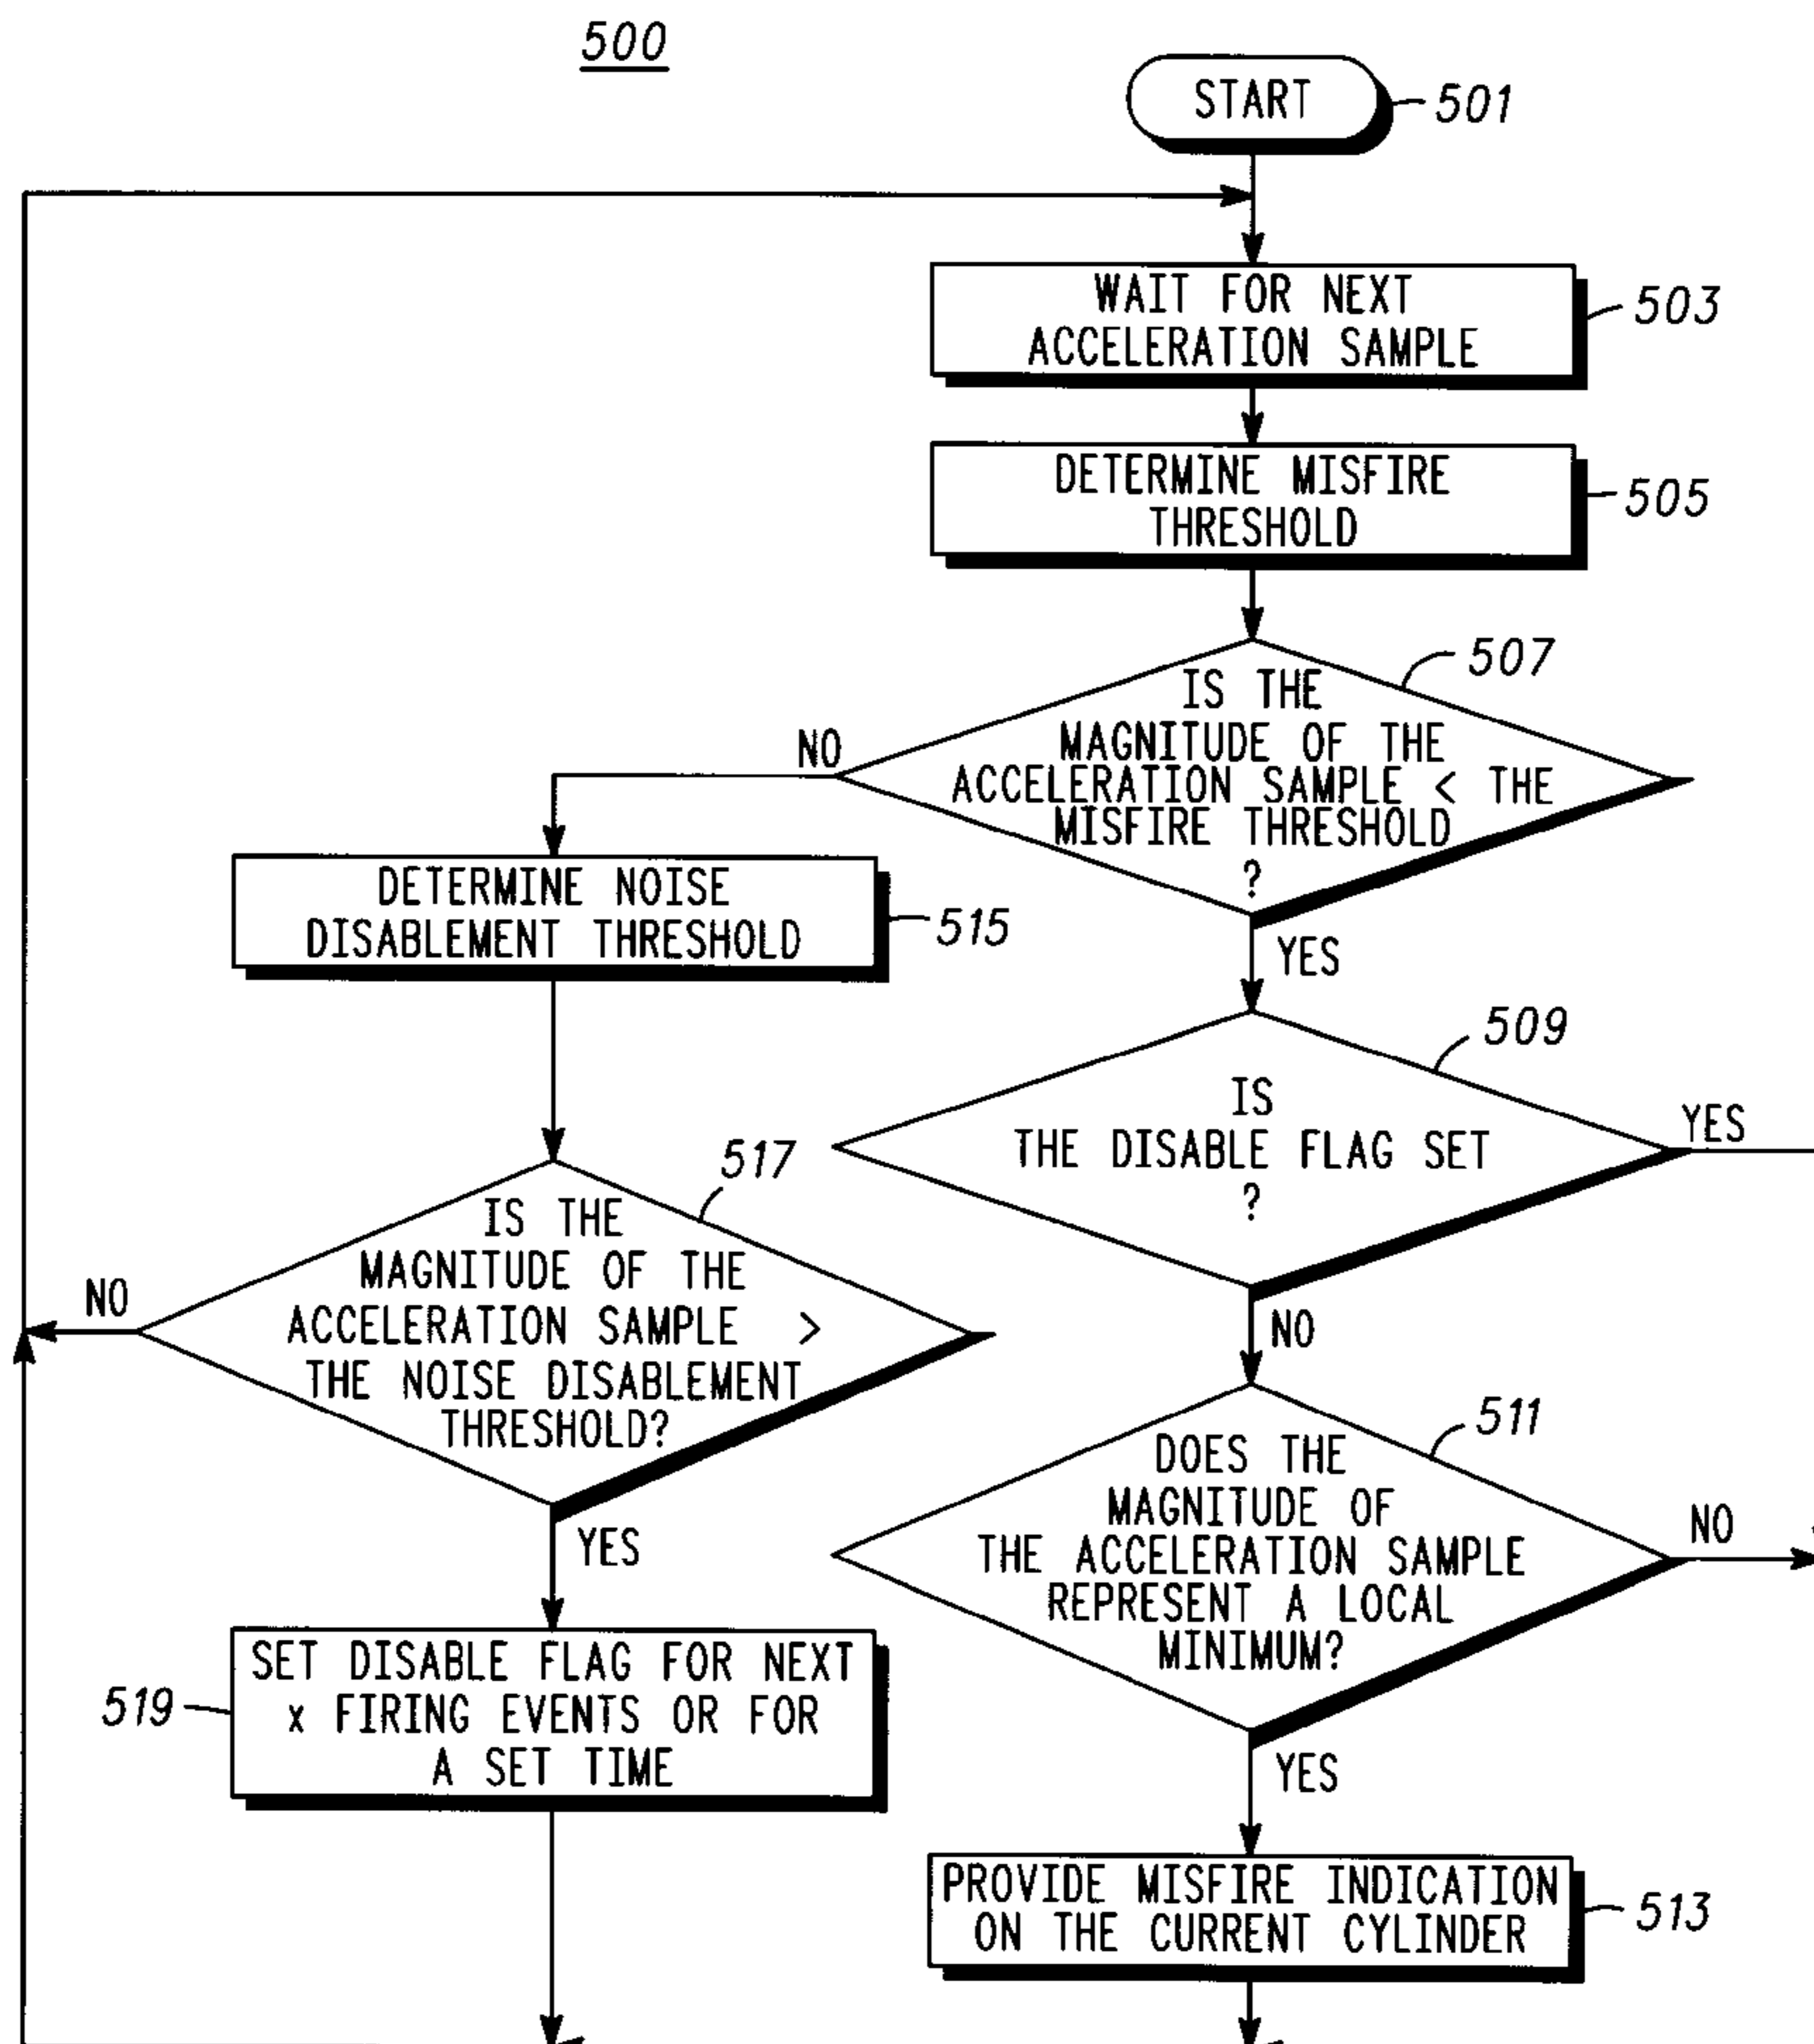 500
START
501
WAIT FOR NEXT
ACCELERATION SAMPLE
503
DETERMINE MISFIRE
THRESHOLD
505
507
IS THE
MAGNITUDE OF THE
ACCELERATION SAMPLE < THE
MISFIRE THRESHOLD
?
NO
YES
DETERMINE NOISE
DISABLEMENT THRESHOLD
515
509
IS
THE DISABLE FLAG SET
?
YES
NO
517
IS THE
MAGNITUDE OF THE
ACCELERATION SAMPLE >
THE NOISE DISABLEMENT
THRESHOLD?
NO
YES
511
DOES THE
MAGNITUDE OF
THE ACCELERATION SAMPLE
REPRESENT A LOCAL
MINIMUM?
NO
YES
SET DISABLE FLAG FOR NEXT
x FIRING EVENTS OR FOR
A SET TIME
519
PROVIDE MISFIRE INDICATION
ON THE CURRENT CYLINDER
513